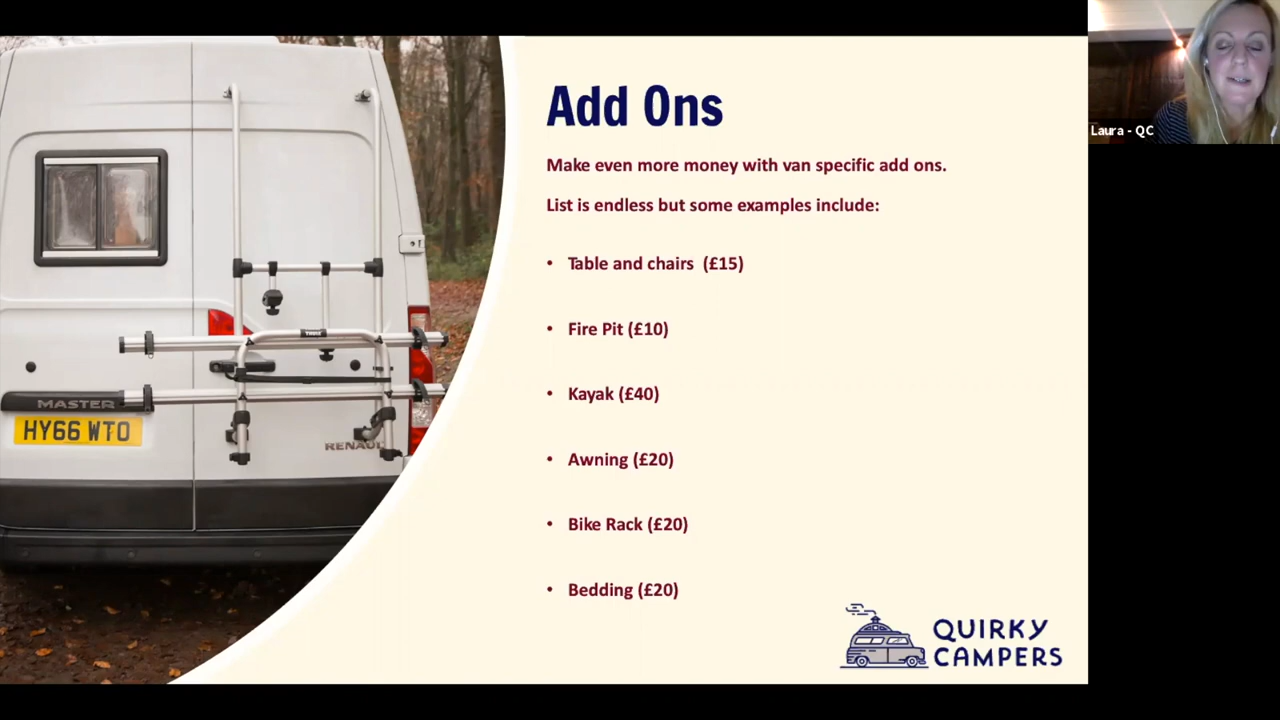 Add Ons
Make even more money with van specific add ons.
List is endless but some examples include:
• Table and chairs (£15)
• Fire Pit (£10)
• Kayak (£40)
• Awning (£20)
• Bike Rack (£20)
• Bedding (£20)
QUIRKY
CAMPERS
THULE
MASTER
HY66 WTO
RENAUL
Laura - QC